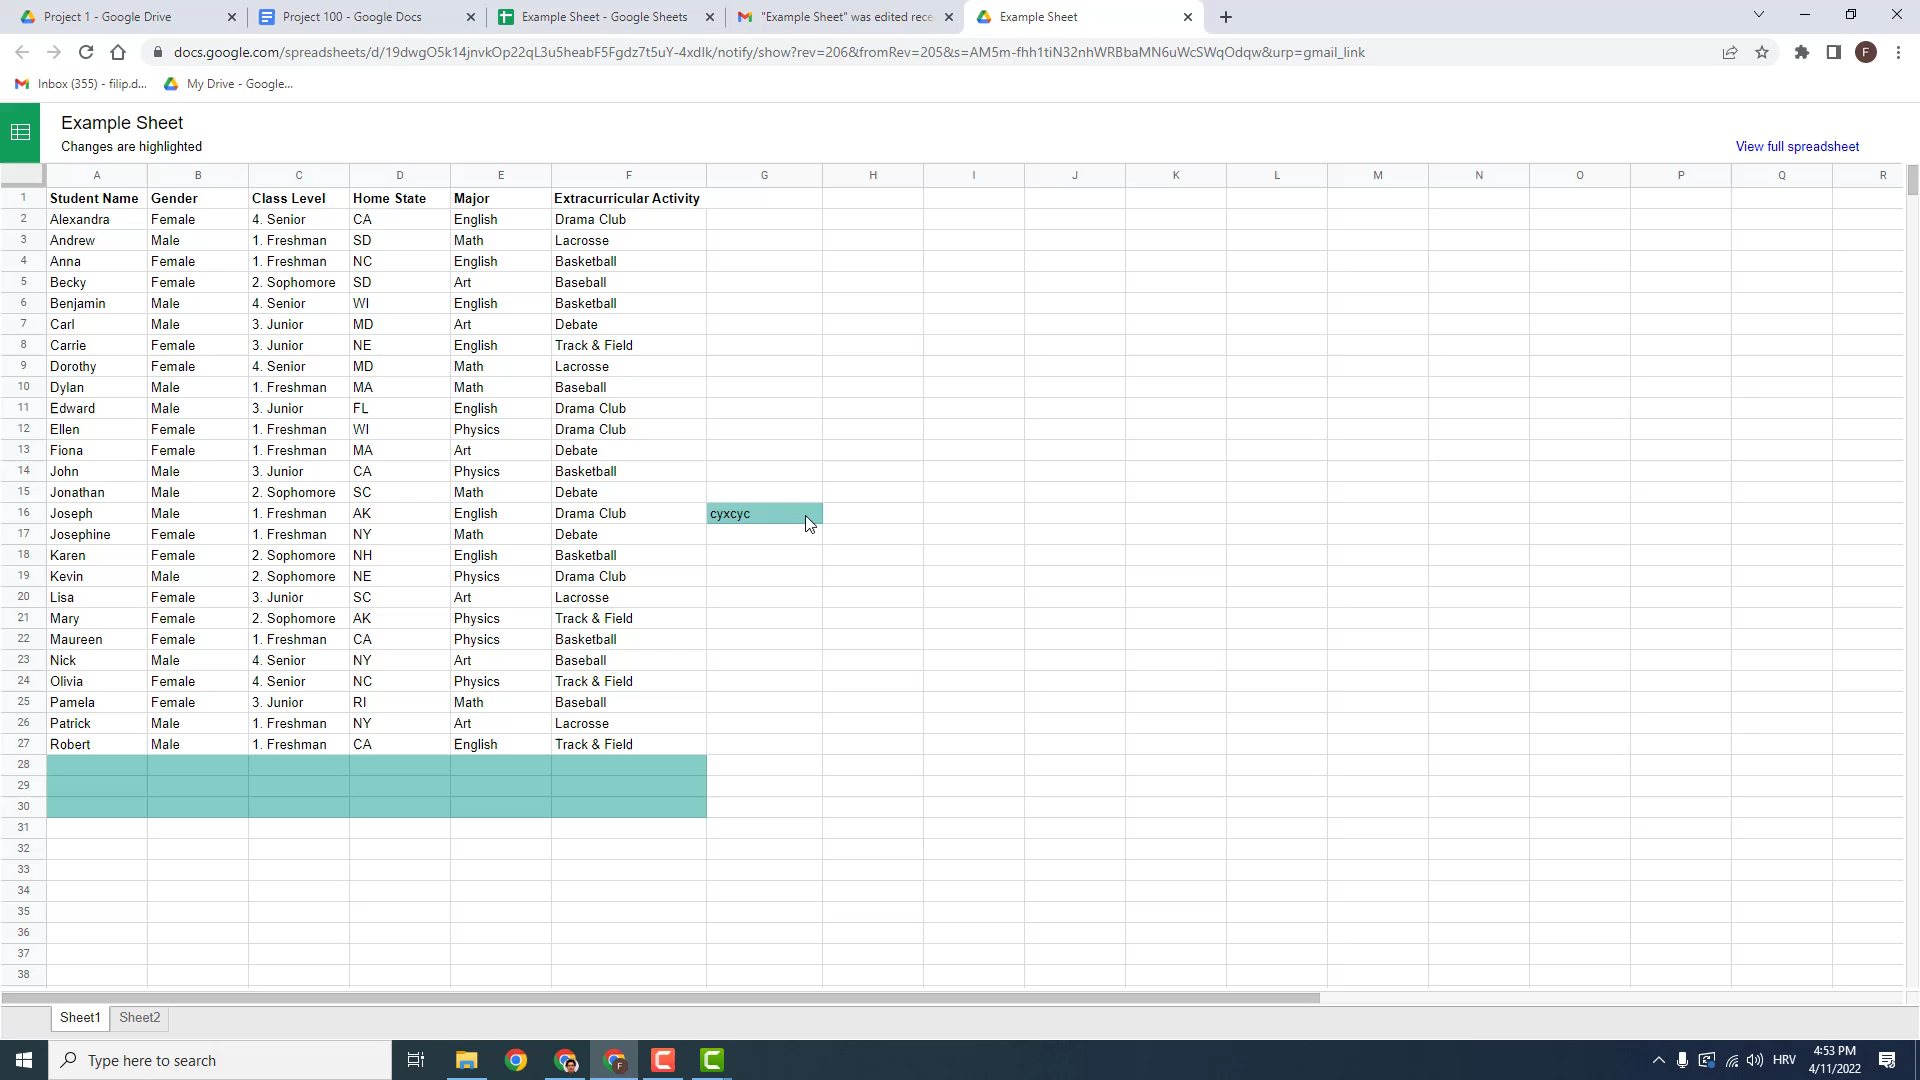 Project 1 - Google Drive
Project 100 - Google Docs
Example Sheet - Google Sheets
"Example Sheet" was edited rece
Example Sheet
docs.google.com/spreadsheets/d/19dwgO5k14jnvkOp22qL3u5heabF5Fgdz7t5uY-4xdIk/notify/show?rev=206&fromRev=205&s=AM5m-fhh1tiN32nhWRBbaMN6uWcSWqOdqw&urp=gmail_link
F
Inbox (355) - filip.d...
My Drive - Google...
Example Sheet
Changes are highlighted
View full spreadsheet
A B C D E F G H I J K L M N O P Q R
1 Student Name Gender Class Level Home State Major Extracurricular Activity
2 Alexandra Female 4. Senior CA English Drama Club
3 Andrew Male 1. Freshman SD Math Lacrosse
4 Anna Female 1. Freshman NC English Basketball
5 Becky Female 2. Sophomore SD Art Baseball
6 Benjamin Male 4. Senior WI English Basketball
7 Carl Male 3. Junior MD Art Debate
8 Carrie Female 3. Junior NE English Track & Field
9 Dorothy Female 4. Senior MD Math Lacrosse
10 Dylan Male 1. Freshman MA Math Baseball
11 Edward Male 3. Junior FL English Drama Club
12 Ellen Female 1. Freshman WI Physics Drama Club
13 Fiona Female 1. Freshman MA Art Debate
14 John Male 3. Junior CA Physics Basketball
15 Jonathan Male 2. Sophomore SC Math Debate
16 Joseph Male 1. Freshman AK English Drama Club cyxcyc
17 Josephine Female 1. Freshman NY Math Debate
18 Karen Female 2. Sophomore NH English Basketball
19 Kevin Male 2. Sophomore NE Physics Drama Club
20 Lisa Female 3. Junior SC Art Lacrosse
21 Mary Female 2. Sophomore AK Physics Track & Field
22 Maureen Female 1. Freshman CA Physics Basketball
23 Nick Male 4. Senior NY Art Baseball
24 Olivia Female 4. Senior NC Physics Track & Field
25 Pamela Female 3. Junior RI Math Baseball
26 Patrick Male 1. Freshman NY Art Lacrosse
27 Robert Male 1. Freshman CA English Track & Field
28
29
30
31
32
33
34
35
36
37
38
Sheet1
Sheet2
Type here to search
HRV
4:53 PM
4/11/2022